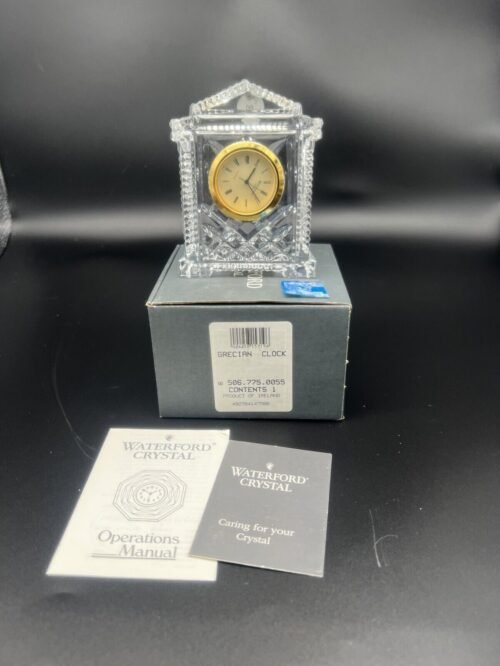 GRECIAN CLOCK
506.775.0055
CONTENTS 1
PRODUCT OF IRELAND
WATERFORD
CRYSTAL
Operations
Manual
WATERFORD®
CRYSTAL
Caring for your
Crystal